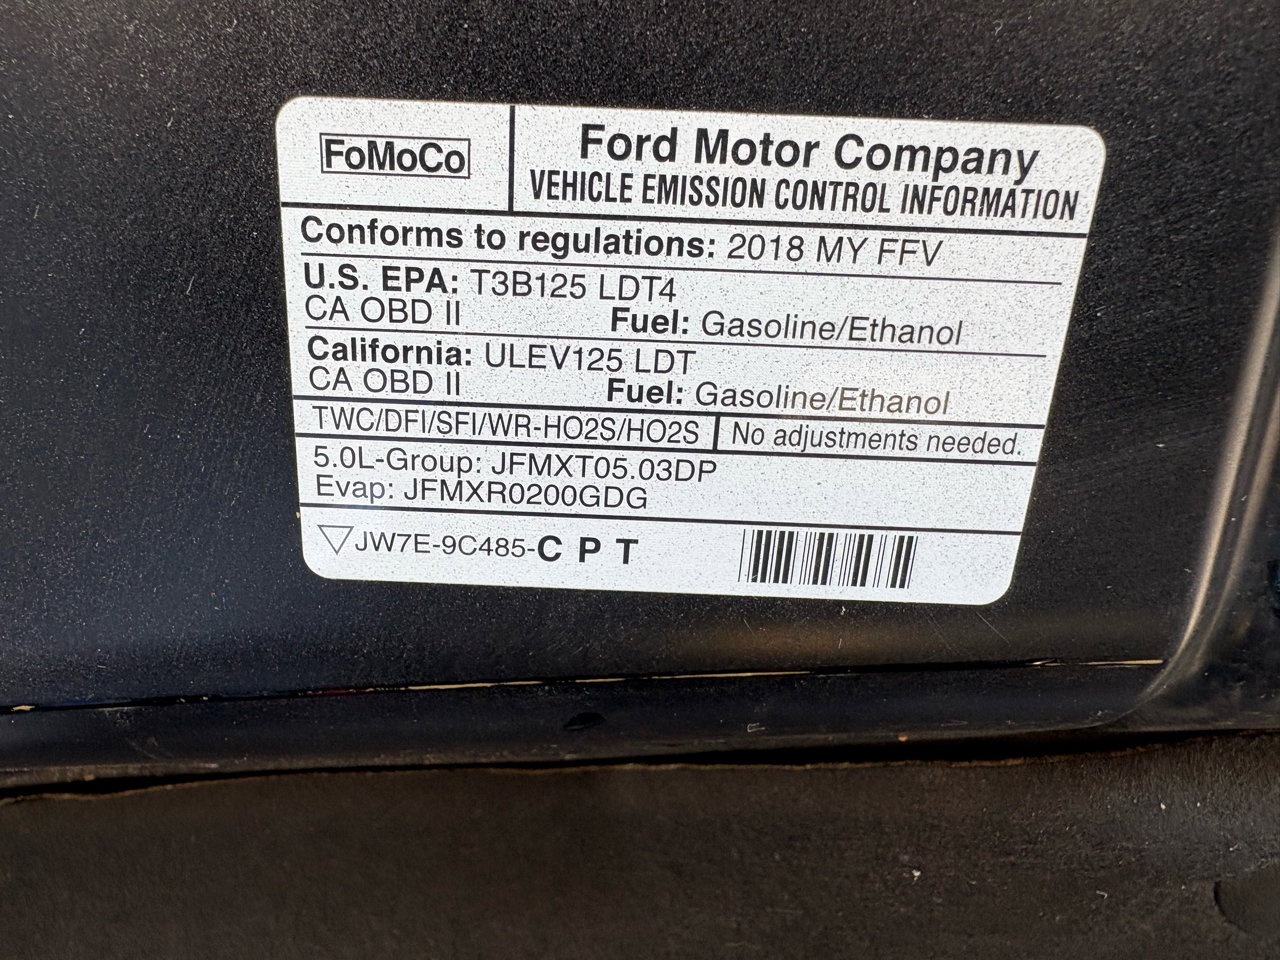 FoMoCo
Ford Motor Company
VEHICLE EMISSION CONTROL INFORMATION
Conforms to regulations: 2018 MY FFV
U.S. EPA: T3B125 LDT4
CA OBD II Fuel: Gasoline/Ethanol
California: ULEV125 LDT
CA OBD II Fuel: Gasoline/Ethanol
TWC/DFI/SFI/WR-HO2S/HO2S No adjustments needed.
5.0L-Group: JFMXT05.03DP
Evap: JFMXR0200GDG
JW7E-9C485-C P T